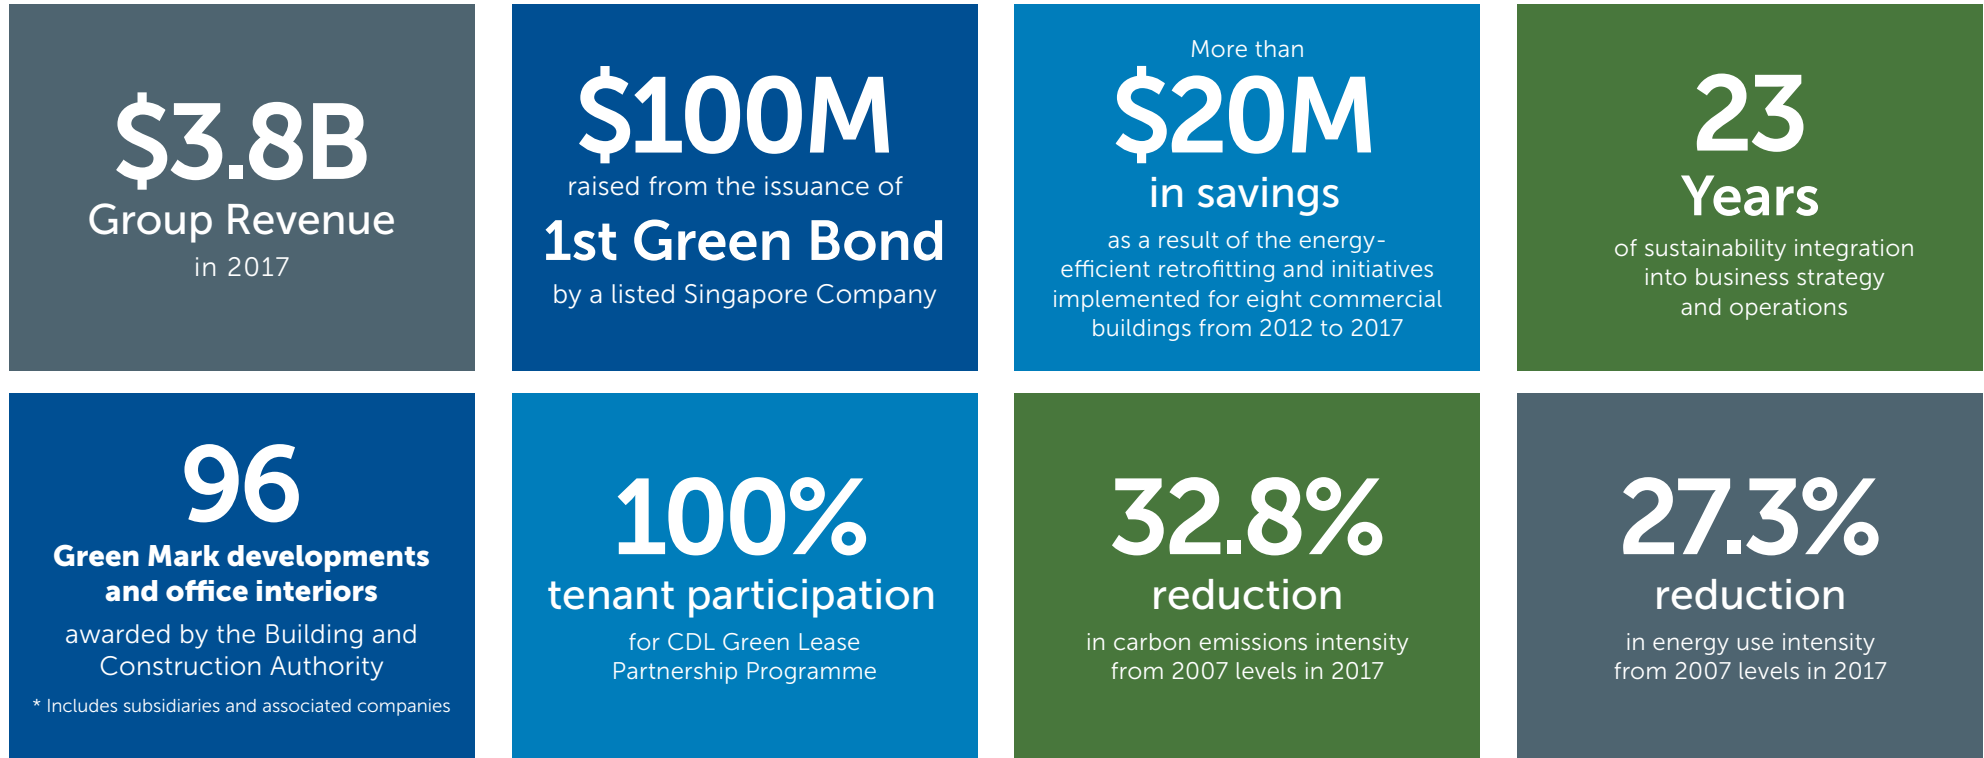 $3.8B
Group Revenue
in 2017
$100M
raised from the issuance of
1st Green Bond
by a listed Singapore Company
More than
$20M
in savings
as a result of the energy-
efficient retrofitting and initiatives
implemented for eight commercial
buildings from 2012 to 2017
23
Years
of sustainability integration
into business strategy
and operations
96
Green Mark developments
and office interiors
awarded by the Building and
Construction Authority
* Includes subsidiaries and associated companies
100%
tenant participation
for CDL Green Lease
Partnership Programme
32.8%
reduction
in carbon emissions intensity
from 2007 levels in 2017
27.3%
reduction
in energy use intensity
from 2007 levels in 2017